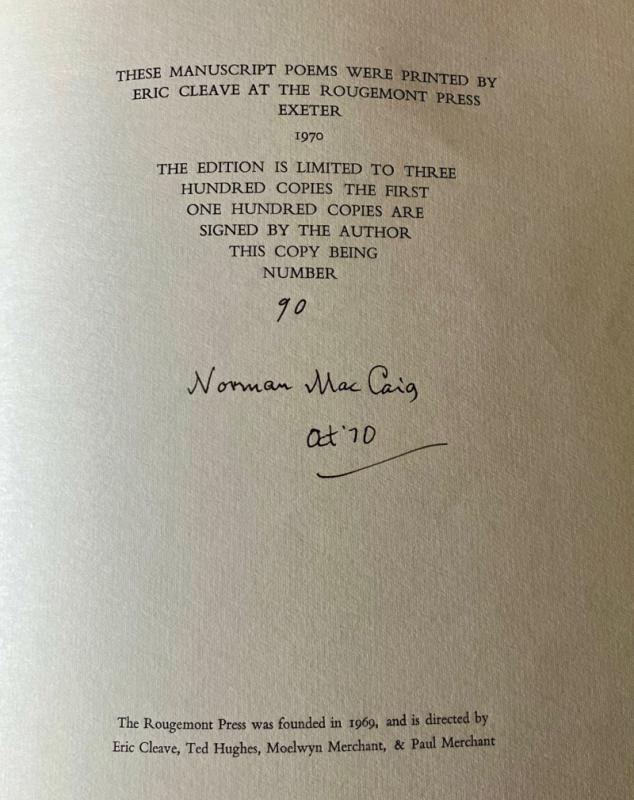 THESE MANUSCRIPT POEMS WERE PRINTED BY
ERIC CLEAVE AT THE ROUGEMONT PRESS
EXETER
1970
THE EDITION IS LIMITED TO THREE
HUNDRED COPIES THE FIRST
ONE HUNDRED COPIES ARE
SIGNED BY THE AUTHOR
THIS COPY BEING
NUMBER
90
Norman MacCaig
Oct '70
The Rougemont Press was founded in 1969, and is directed by
Eric Cleave, Ted Hughes, Moelwyn Merchant, & Paul Merchant